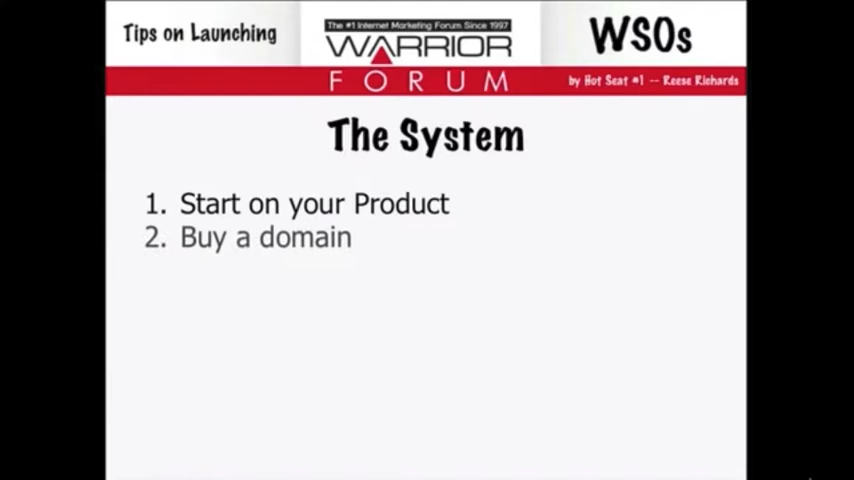 Tips on Launching
The #1 Internet Marketing Forum Since 1997
WARRIOR
FORUM
WSOs
by Hot Seat #1 -- Reese Richards
The System
1. Start on your Product
2. Buy a domain